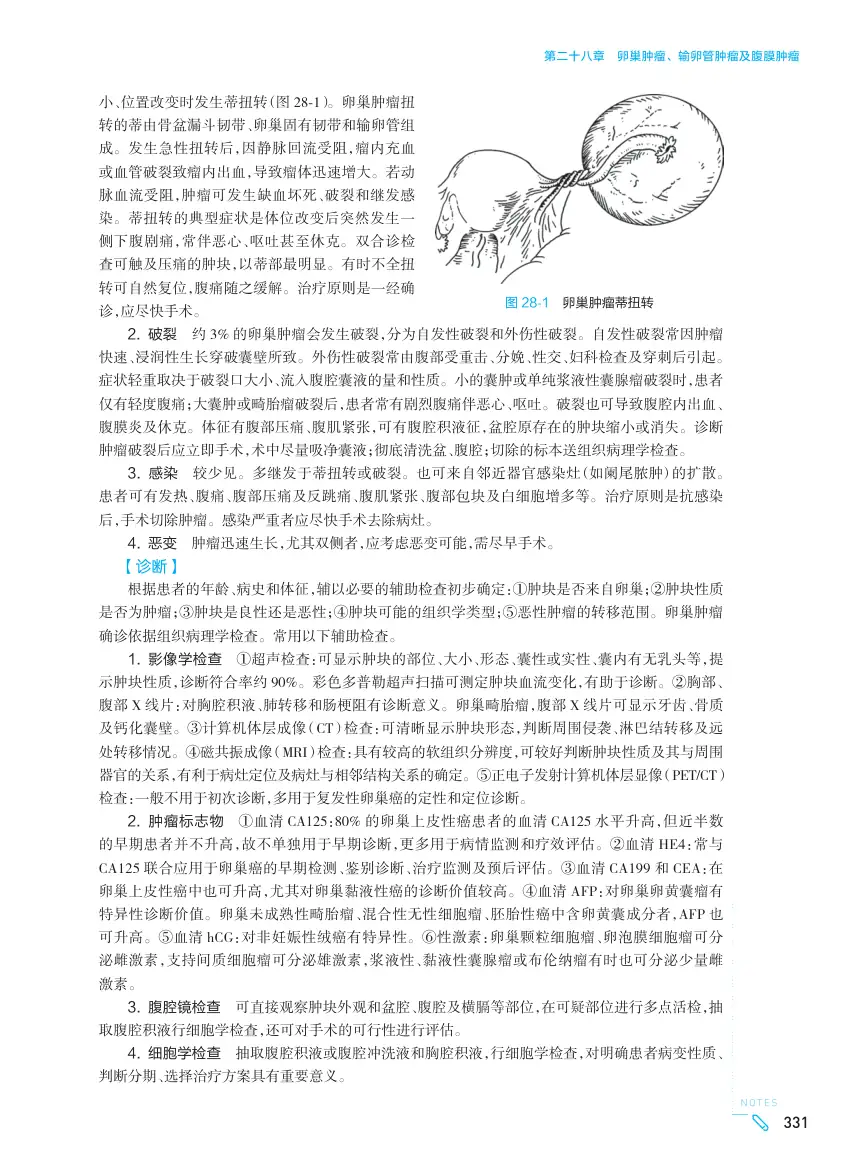 第二十八章 卵巢肿瘤、输卵管肿瘤及腹膜肿瘤
小、位置改变时发生蒂扭转(图 28-1)。卵巢肿瘤扭
转的蒂由骨盆漏斗韧带、卵巢固有韧带和输卵管组
成。发生急性扭转后,因静脉回流受阻,瘤内充血
或血管破裂致瘤内出血,导致瘤体迅速增大。若动
脉血流受阻,肿瘤可发生缺血坏死、破裂和继发感
染。蒂扭转的典型症状是体位改变后突然发生一
侧下腹剧痛,常伴恶心、呕吐甚至休克。双合诊检
查可触及压痛的肿块,以蒂部最明显。有时不全扭
转可自然复位,腹痛随之缓解。治疗原则是一经确
诊,应尽快手术。
图 28-1 卵巢肿瘤蒂扭转
2. 破裂 约 3% 的卵巢肿瘤会发生破裂,分为自发性破裂和外伤性破裂。自发性破裂常因肿瘤
快速、浸润性生长穿破囊壁所致。外伤性破裂常由腹部受重击、分娩、性交、妇科检查及穿刺后引起。
症状轻重取决于破裂口大小、流入腹腔囊液的量和性质。小的囊肿或单纯浆液性囊腺瘤破裂时,患者
仅有轻度腹痛;大囊肿或畸胎瘤破裂后,患者常有剧烈腹痛伴恶心、呕吐。破裂也可导致腹腔内出血、
腹膜炎及休克。体征有腹部压痛、腹肌紧张,可有腹腔积液征,盆腔原存在的肿块缩小或消失。诊断
肿瘤破裂后应立即手术,术中尽量吸净囊液;彻底清洗盆、腹腔;切除的标本送组织病理学检查。
3. 感染 较少见。多继发于蒂扭转或破裂。也可来自邻近器官感染灶(如阑尾脓肿)的扩散。
患者可有发热、腹痛、腹部压痛及反跳痛、腹肌紧张、腹部包块及白细胞增多等。治疗原则是抗感染
后,手术切除肿瘤。感染严重者应尽快手术去除病灶。
4. 恶变 肿瘤迅速生长,尤其双侧者,应考虑恶变可能,需尽早手术。
【诊断】
根据患者的年龄、病史和体征,辅以必要的辅助检查初步确定:①肿块是否来自卵巢;②肿块性质
是否为肿瘤;③肿块是良性还是恶性;④肿块可能的组织学类型;⑤恶性肿瘤的转移范围。卵巢肿瘤
确诊依据组织病理学检查。常用以下辅助检查。
1. 影像学检查 ①超声检查:可显示肿块的部位、大小、形态、囊性或实性、囊内有无乳头等,提
示肿块性质,诊断符合率约 90%。彩色多普勒超声扫描可测定肿块血流变化,有助于诊断。②胸部、
腹部 X 线片:对胸腔积液、肺转移和肠梗阻有诊断意义。卵巢畸胎瘤,腹部 X 线片可显示牙齿、骨质
及钙化囊壁。③计算机体层成像(CT)检查:可清晰显示肿块形态,判断周围侵袭、淋巴结转移及远
处转移情况。④磁共振成像(MRI)检查:具有较高的软组织分辨度,可较好判断肿块性质及其与周围
器官的关系,有利于病灶定位及病灶与相邻结构关系的确定。⑤正电子发射计算机体层显像(PET/CT)
检查:一般不用于初次诊断,多用于复发性卵巢癌的定性和定位诊断。
2. 肿瘤标志物 ①血清 CA125:80% 的卵巢上皮性癌患者的血清 CA125 水平升高,但近半数
的早期患者并不升高,故不单独用于早期诊断,更多用于病情监测和疗效评估。②血清 HE4:常与
CA125 联合应用于卵巢癌的早期检测、鉴别诊断、治疗监测及预后评估。③血清 CA199 和 CEA:在
卵巢上皮性癌中也可升高,尤其对卵巢黏液性癌的诊断价值较高。④血清 AFP:对卵巢卵黄囊瘤有
特异性诊断价值。卵巢未成熟性畸胎瘤、混合性无性细胞瘤、胚胎性癌中含卵黄囊成分者,AFP 也
可升高。⑤血清 hCG:对非妊娠性绒癌有特异性。⑥性激素:卵巢颗粒细胞瘤、卵泡膜细胞瘤可分
泌雌激素,支持间质细胞瘤可分泌雄激素,浆液性、黏液性囊腺瘤或布伦纳瘤有时也可分泌少量雌
激素。
3. 腹腔镜检查 可直接观察肿块外观和盆腔、腹腔及横膈等部位,在可疑部位进行多点活检,抽
取腹腔积液行细胞学检查,还可对手术的可行性进行评估。
4. 细胞学检查 抽取腹腔积液或腹腔冲洗液和胸腔积液,行细胞学检查,对明确患者病变性质、
判断分期、选择治疗方案具有重要意义。
NOTES
331